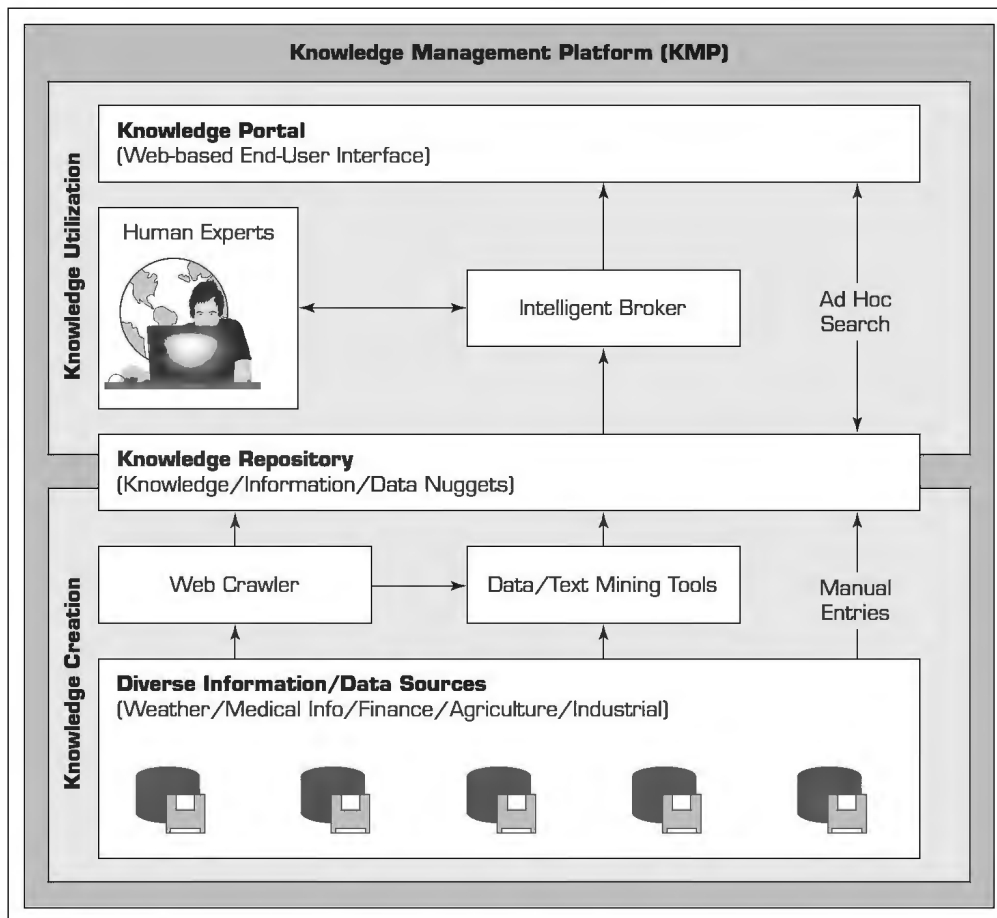 Knowledge Management Platform (KMP)
Knowledge Utilization
Knowledge Portal
(Web-based End-User Interface)
Human Experts
Intelligent Broker
Ad Hoc
Search
Knowledge Repository
(Knowledge/Information/Data Nuggets)
Knowledge Creation
Web Crawler
Data/Text Mining Tools
Manual
Entries
Diverse Information/Data Sources
(Weather/Medical Info/Finance/Agriculture/Industrial)